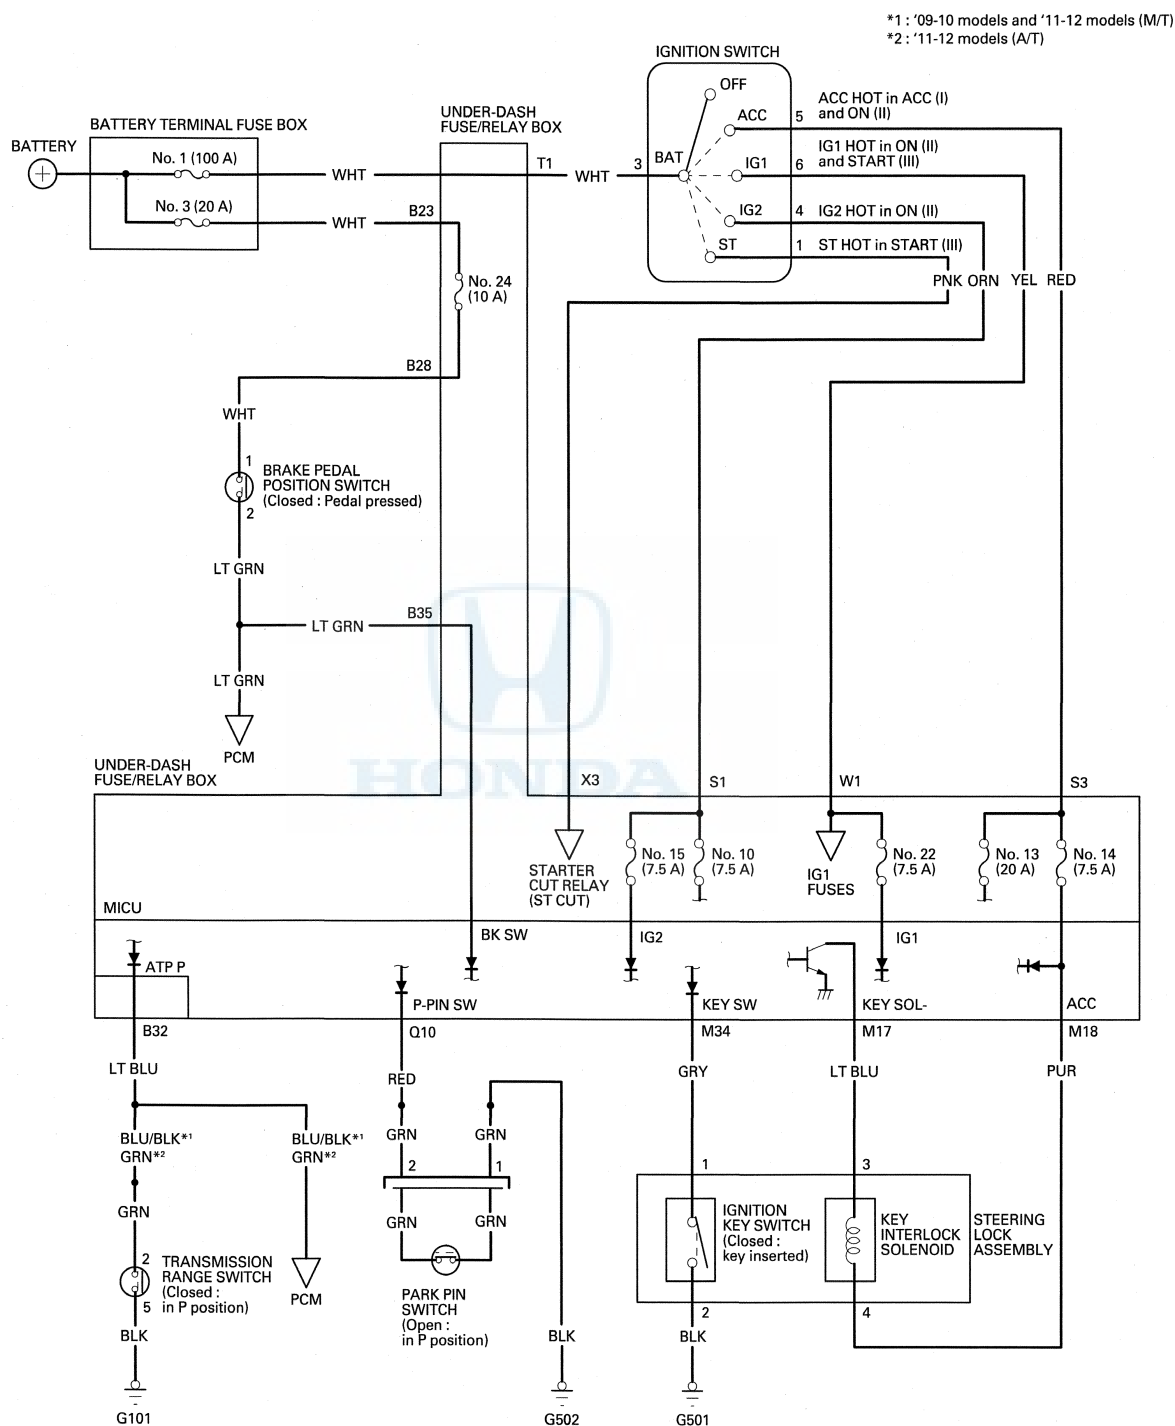 *1 : '09-10 models and '11-12 models (M/T)
*2 : '11-12 models (A/T)
IGNITION SWITCH
OFF
ACC
BAT
IG1
IG2
ST
3
5
6
4
1
ACC HOT in ACC (I)
and ON (II)
IG1 HOT in ON (II)
and START (III)
IG2 HOT in ON (II)
ST HOT in START (III)
PNK ORN YEL RED
UNDER-DASH
FUSE/RELAY BOX
BATTERY TERMINAL FUSE BOX
BATTERY
No. 1 (100 A)
WHT
T1
WHT
No. 3 (20 A)
WHT
B23
No. 24
(10 A)
B28
WHT
1
BRAKE PEDAL
POSITION SWITCH
(Closed : Pedal pressed)
2
LT GRN
B35
LT GRN
LT GRN
PCM
HONDA
UNDER-DASH
FUSE/RELAY BOX
X3
S1
W1
S3
STARTER
CUT RELAY
(ST CUT)
No. 15
(7.5 A)
No. 10
(7.5 A)
IG1
FUSES
No. 22
(7.5 A)
No. 13
(20 A)
No. 14
(7.5 A)
MICU
BK SW
IG2
IG1
ATP P
P-PIN SW
KEY SW
KEY SOL-
ACC
B32
Q10
M34
M17
M18
LT BLU
RED
GRY
LT BLU
PUR
BLU/BLK*1
GRN*2
BLU/BLK*1
GRN*2
GRN
GRN
2
1
GRN
GRN
GRN
2
TRANSMISSION
RANGE SWITCH
(Closed :
in P position)
5
PCM
PARK PIN
SWITCH
(Open :
in P position)
1
3
IGNITION
KEY SWITCH
(Closed :
key inserted)
KEY
INTERLOCK
SOLENOID
STEERING
LOCK
ASSEMBLY
2
4
BLK
BLK
BLK
G101
G502
G501